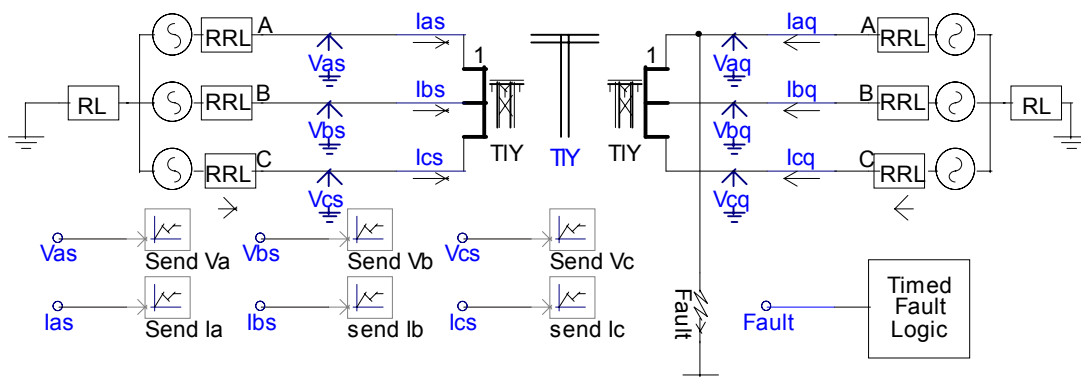 Ias Iaq
RRL A A RRL
Vas 1 1 Vaq
Ibs Ibq
RL RRL B B RRL RL
Vbs TIY TIY TIY Vbq
Ics Icq
RRL C C RRL
Vcs Vcq
Vas Send Va Vbs Send Vb Vcs Send Vc
Ias Send Ia Ibs send Ib Ics send Ic
Fault
Fault
Timed
Fault
Logic